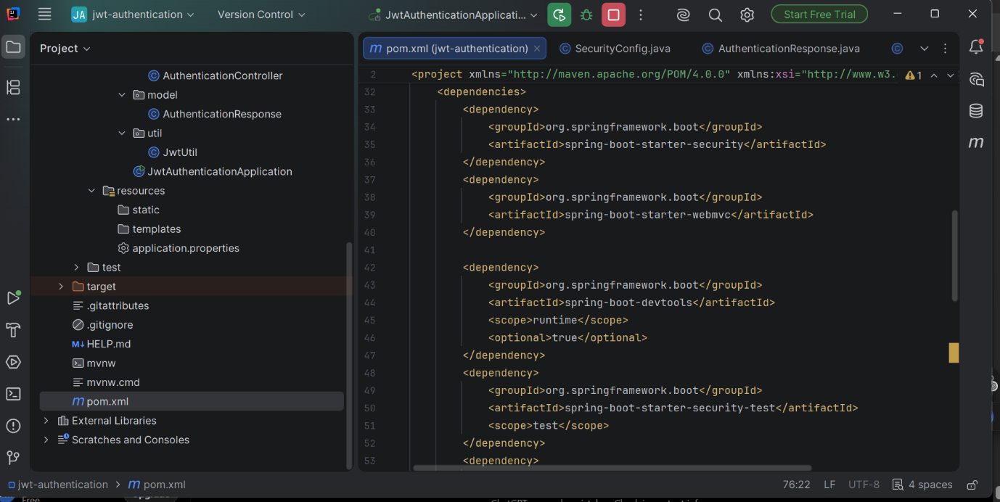 JA jwt-authentication Version Control JwtAuthenticationApplicati... Start Free Trial
Project
AuthenticationController
model
AuthenticationResponse
util
JwtUtil
JwtAuthenticationApplication
resources
static
templates
application.properties
test
target
.gitattributes
.gitignore
HELP.md
mvnw
mvnw.cmd
pom.xml
External Libraries
Scratches and Consoles
pom.xml (jwt-authentication) SecurityConfig.java AuthenticationResponse.java
2 <project xmlns="http://maven.apache.org/POM/4.0.0" xmlns:xsi="http://www.w3. 1
32 <dependencies>
33 <dependency>
34 <groupId>org.springframework.boot</groupId>
35 <artifactId>spring-boot-starter-security</artifactId>
36 </dependency>
37 <dependency>
38 <groupId>org.springframework.boot</groupId>
39 <artifactId>spring-boot-starter-webmvc</artifactId>
40 </dependency>
41
42 <dependency>
43 <groupId>org.springframework.boot</groupId>
44 <artifactId>spring-boot-devtools</artifactId>
45 <scope>runtime</scope>
46 <optional>true</optional>
47 </dependency>
48 <dependency>
49 <groupId>org.springframework.boot</groupId>
50 <artifactId>spring-boot-starter-security-test</artifactId>
51 <scope>test</scope>
52 </dependency>
53 <dependency>
jwt-authentication > pom.xml 76:22 LF UTF-8 4 spaces
Free